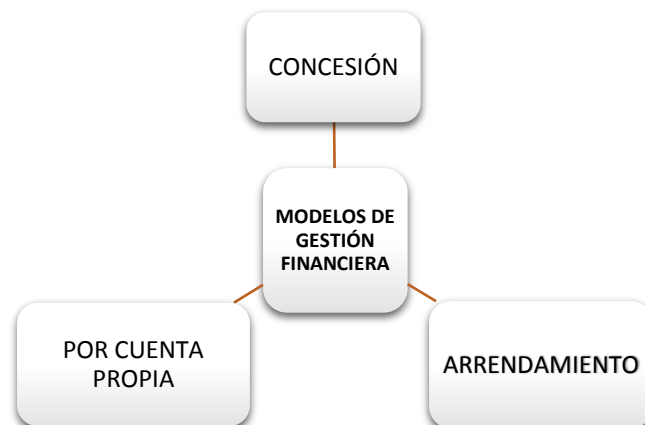 CONCESIÓN
MODELOS DE
GESTIÓN
FINANCIERA
POR CUENTA
PROPIA
ARRENDAMIENTO